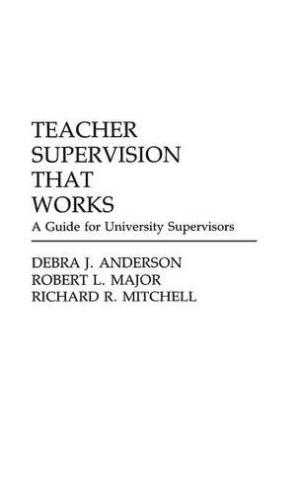 TEACHER
SUPERVISION
THAT
WORKS
A Guide for University Supervisors
DEBRA J. ANDERSON
ROBERT L. MAJOR
RICHARD R. MITCHELL